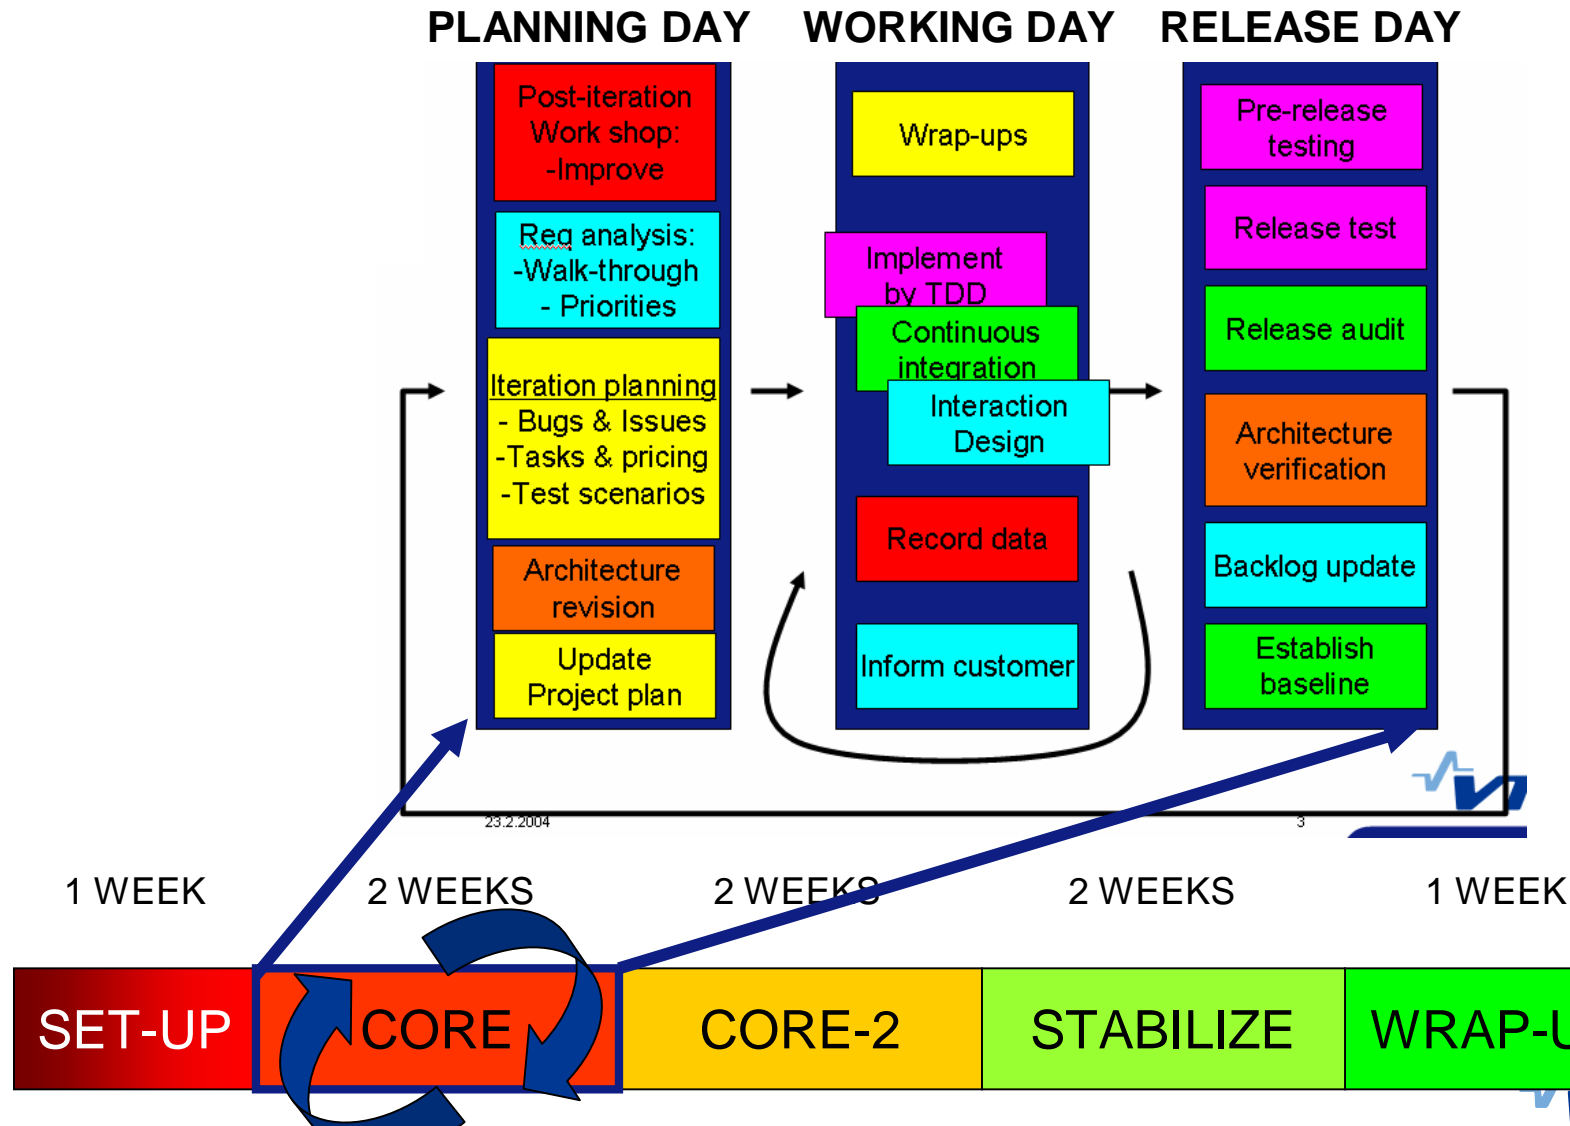 PLANNING DAY
WORKING DAY
RELEASE DAY
Post-iteration
Work shop:
-Improve
Req analysis:
-Walk-through
- Priorities
Iteration planning
- Bugs & Issues
-Tasks & pricing
-Test scenarios
Architecture
revision
Update
Project plan
Wrap-ups
Implement
by TDD
Continuous
integration
Interaction
Design
Record data
Inform customer
Pre-release
testing
Release test
Release audit
Architecture
verification
Backlog update
Establish
baseline
23.2.2004
3
1 WEEK
2 WEEKS
2 WEEKS
2 WEEKS
1 WEEK
SET-UP
CORE
CORE-2
STABILIZE
WRAP-U